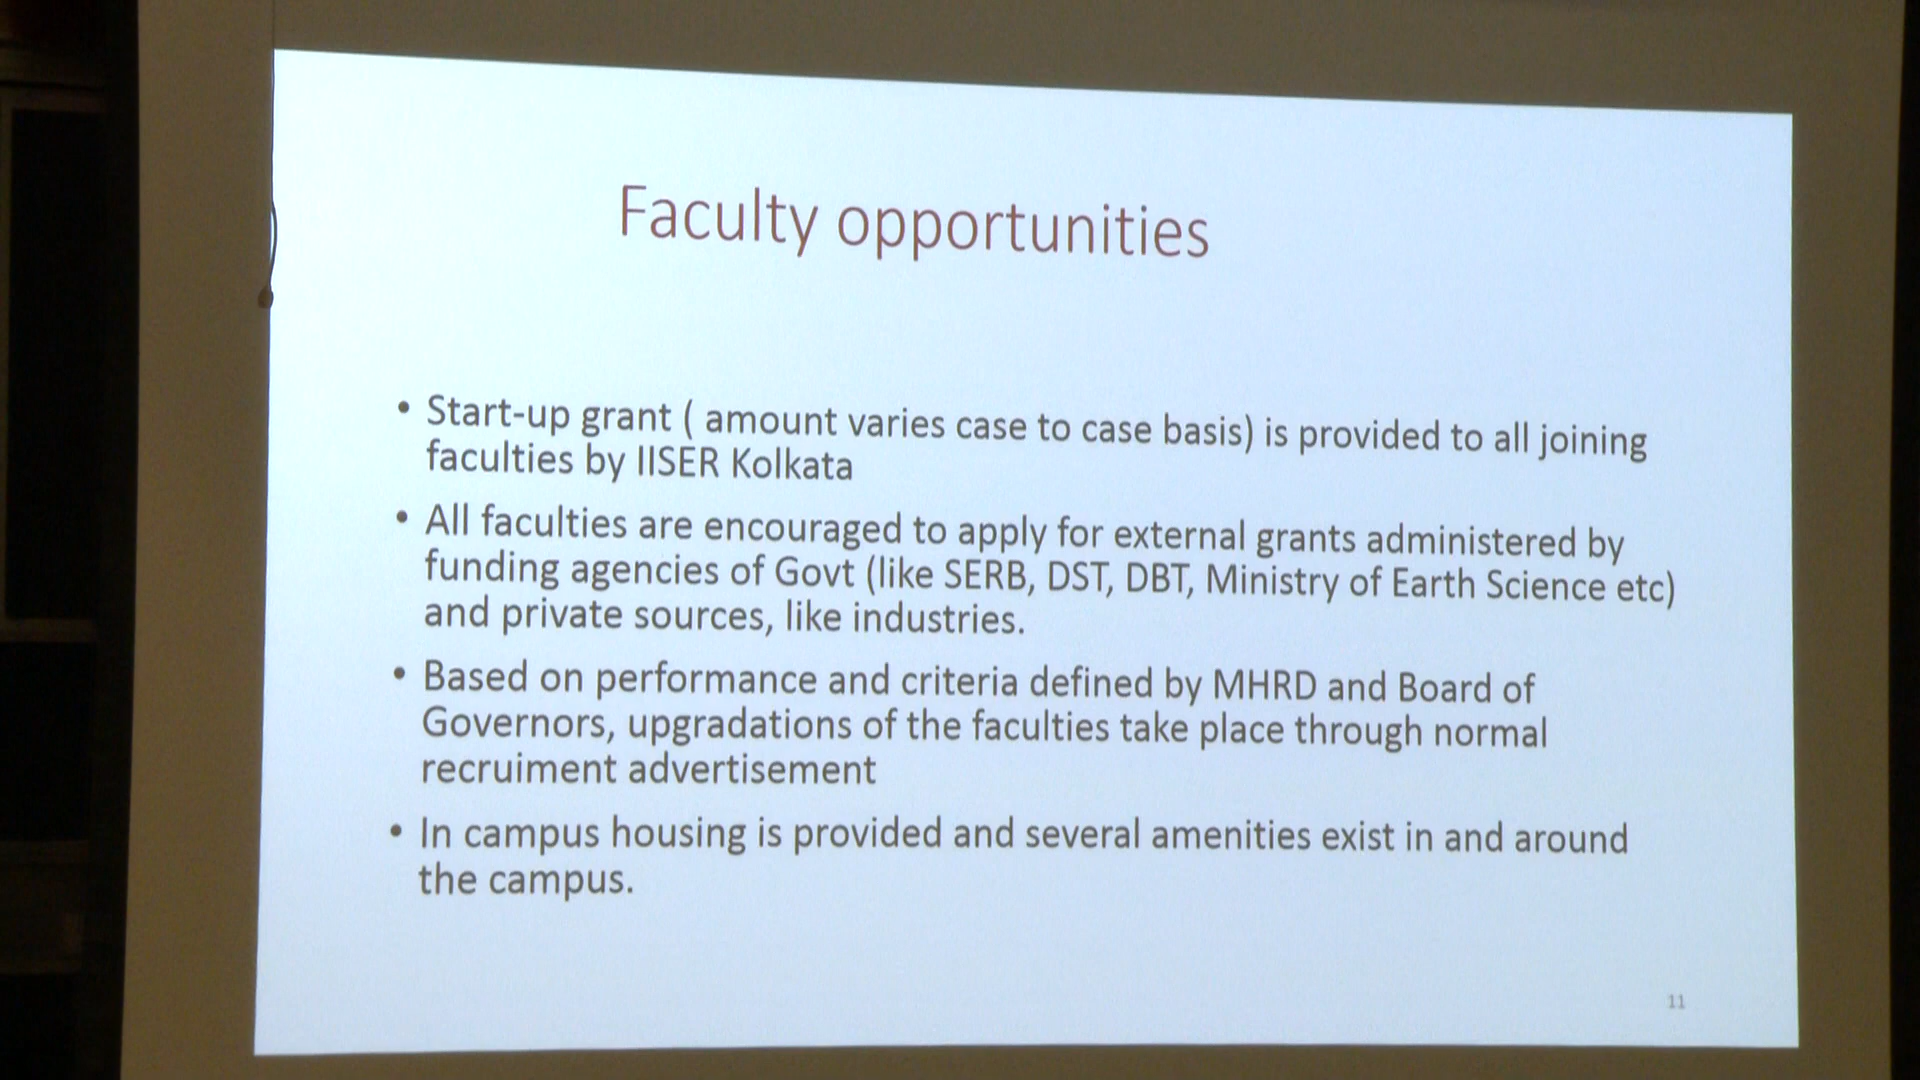 Faculty opportunities
• Start-up grant ( amount varies case to case basis) is provided to all joining
faculties by IISER Kolkata
• All faculties are encouraged to apply for external grants administered by
funding agencies of Govt (like SERB, DST, DBT, Ministry of Earth Science etc)
and private sources, like industries.
• Based on performance and criteria defined by MHRD and Board of
Governors, upgradations of the faculties take place through normal
recruiment advertisement
• In campus housing is provided and several amenities exist in and around
the campus.
11